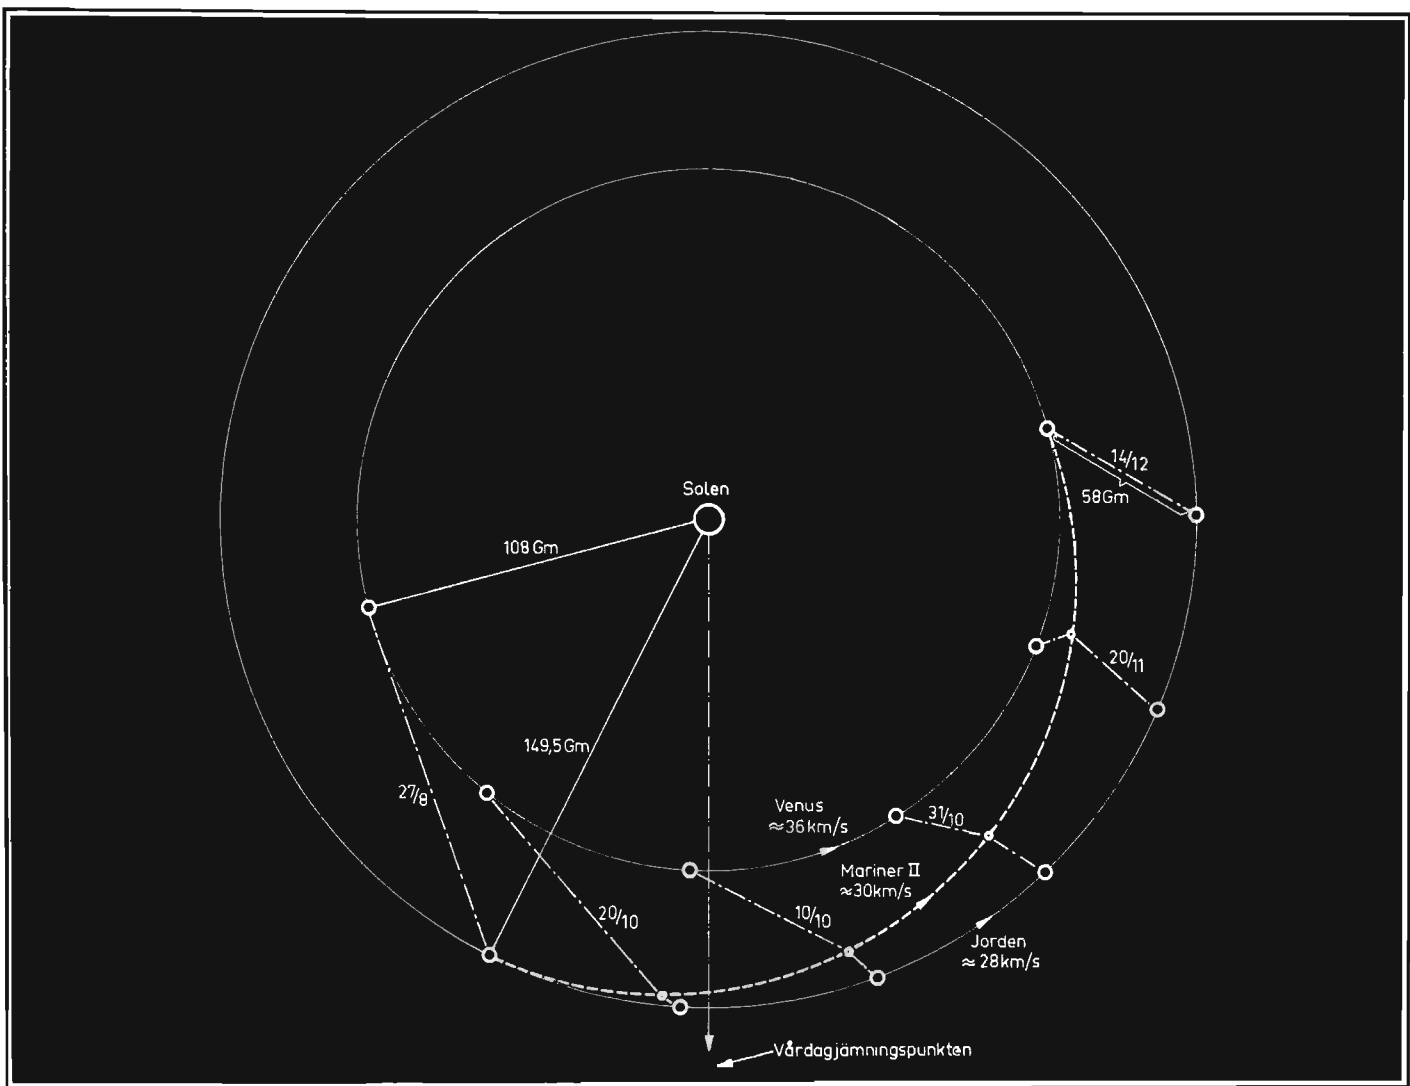 Solen
108 Gm
149,5 Gm
14/12
58 Gm
20/11
27/8
Venus
≈36 km/s
31/10
Mariner II
≈30 km/s
20/10
10/10
Jorden
≈ 28 km/s
Vårdagjämningspunkten